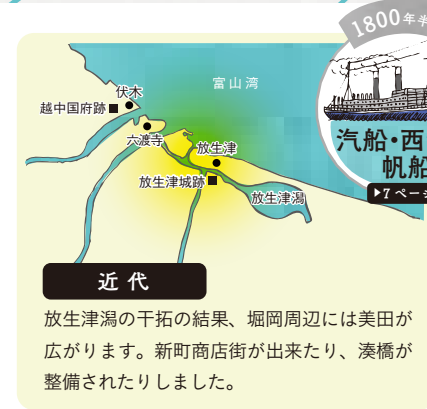 1800年半
富山湾
伏木
越中国府跡
六渡寺
放生津
放生津城跡
放生津潟
汽船・西
帆船
▶7ペー
近代
放生津潟の干拓の結果、堀岡周辺には美田が
広がります。新町商店街が出来たり、湊橋が
整備されたりしました。